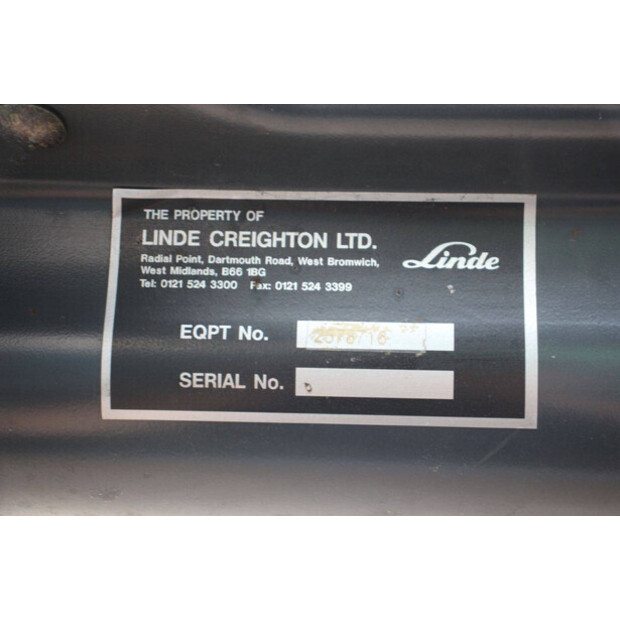 THE PROPERTY OF
LINDE CREIGHTON LTD.
Radial Point, Dartmouth Road, West Bromwich,
West Midlands, B66 1BG
Tel: 0121 524 3300 Fax: 0121 524 3399
Linde
EQPT No.
SERIAL No.